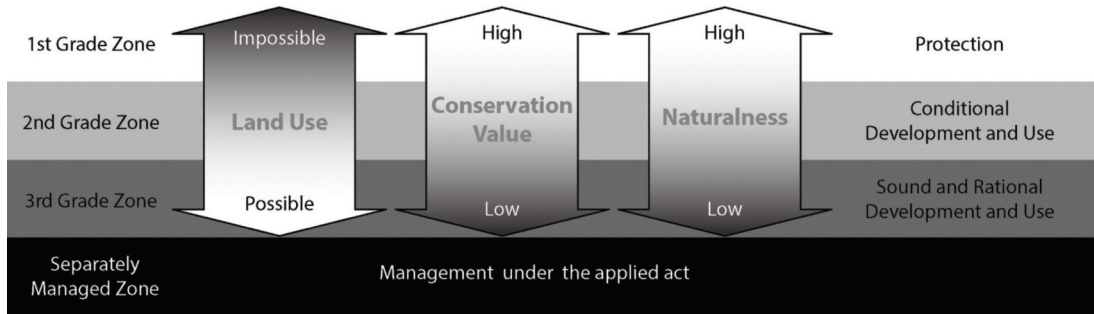 1st Grade Zone
Impossible
High
High
Protection
2nd Grade Zone
Land Use
Conservation
Value
Naturalness
Conditional
Development and Use
3rd Grade Zone
Possible
Low
Low
Sound and Rational
Development and Use
Separately
Managed Zone
Management under the applied act